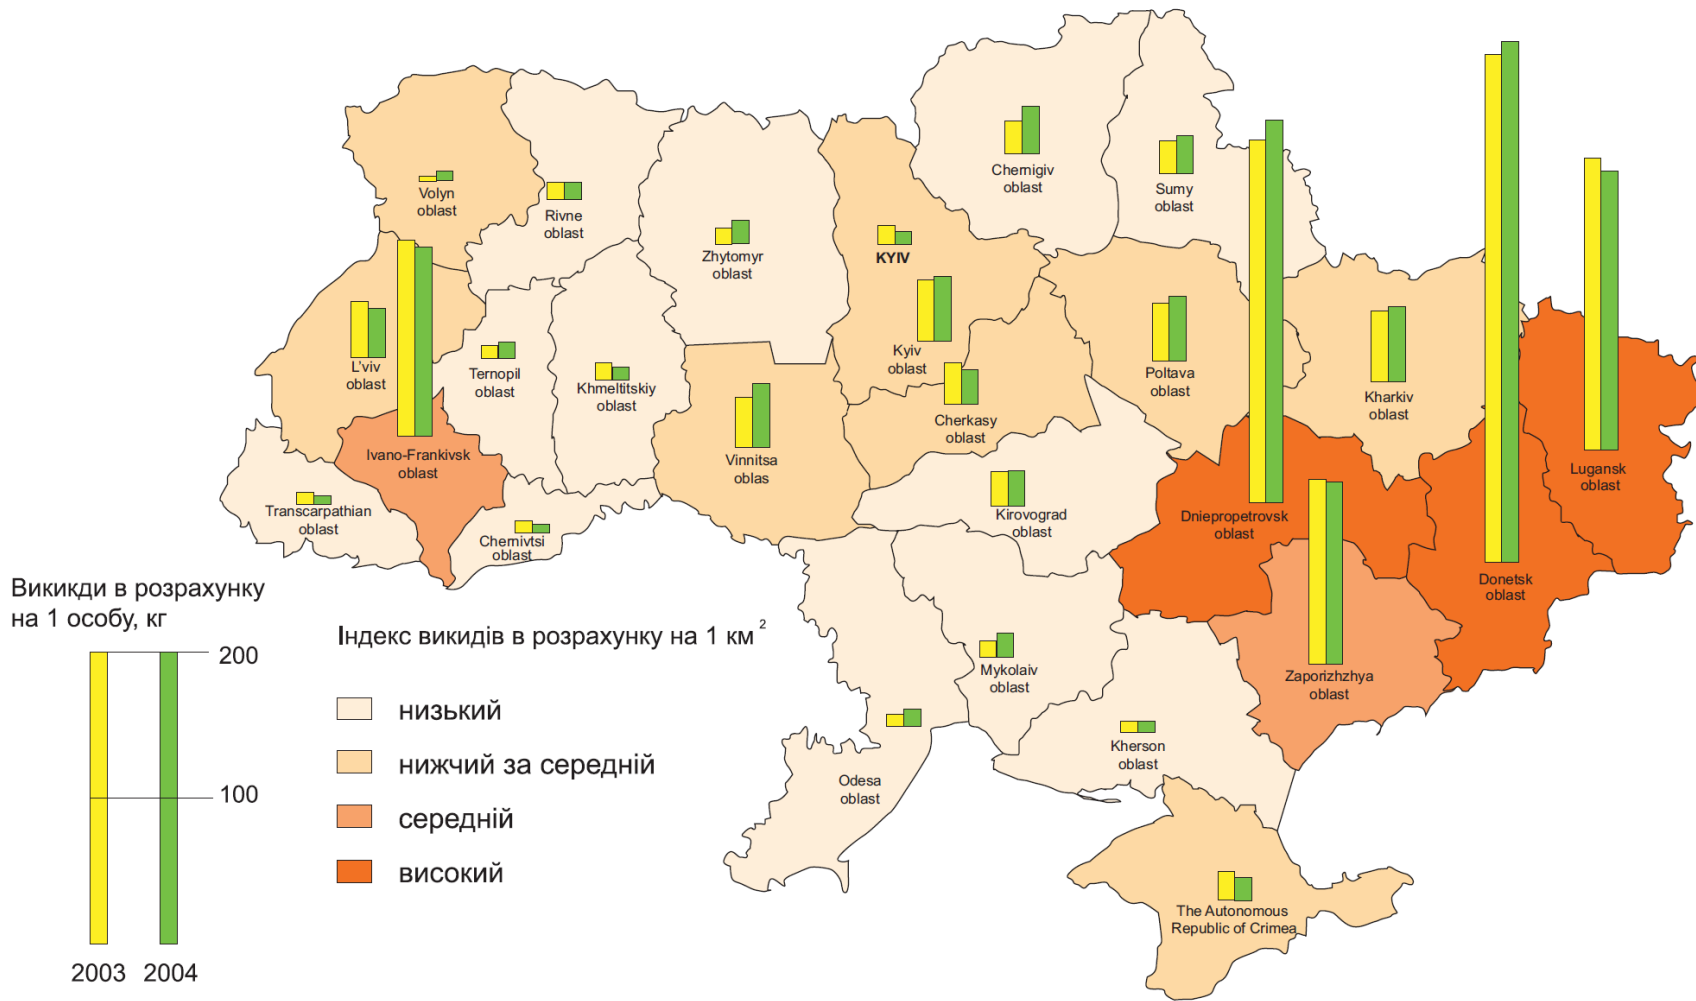 Volyn
oblast
Rivne
oblast
Zhytomyr
oblast
KYIV
Kyiv
oblast
Chernigiv
oblast
Sumy
oblast
L'viv
oblast
Ternopil
oblast
Khmeltitskiy
oblast
Vinnitsa
oblas
Cherkasy
oblast
Poltava
oblast
Kharkiv
oblast
Lugansk
oblast
Ivano-Frankivsk
oblast
Transcarpathian
oblast
Chernivtsi
oblast
Kirovograd
oblast
Dniepropetrovsk
oblast
Donetsk
oblast
Zaporizhzhya
oblast
Mykolaiv
oblast
Kherson
oblast
Odesa
oblast
The Autonomous
Republic of Crimea
Викикди в розрахунку
на 1 особу, кг
200
100
2003 2004
Індекс викидів в розрахунку на 1 км²
низький
нижчий за середній
середній
високий